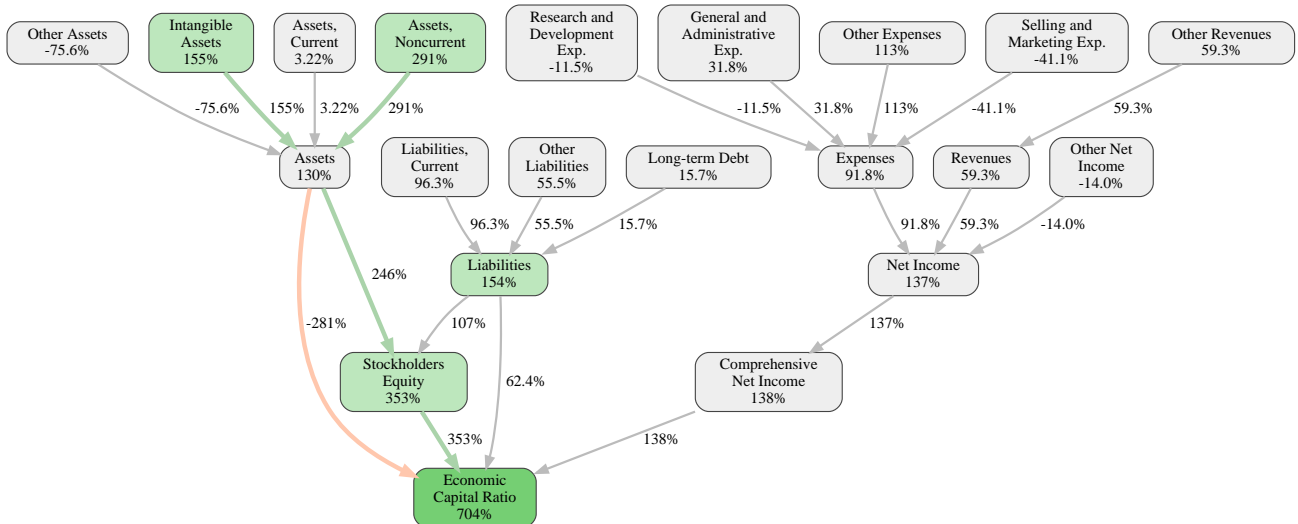 Other Assets
-75.6%
Intangible
Assets
155%
Assets,
Current
3.22%
Assets,
Noncurrent
291%
Research and
Development
Exp.
-11.5%
General and
Administrative
Exp.
31.8%
Other Expenses
113%
Selling and
Marketing Exp.
-41.1%
Other Revenues
59.3%
-75.6%
155%
3.22%
291%
-11.5%
31.8%
113%
-41.1%
59.3%
Assets
130%
Liabilities,
Current
96.3%
Other
Liabilities
55.5%
Long-term Debt
15.7%
Expenses
91.8%
Revenues
59.3%
Other Net
Income
-14.0%
96.3%
55.5%
15.7%
91.8%
59.3%
-14.0%
Liabilities
154%
Net Income
137%
246%
-281%
107%
62.4%
137%
Stockholders
Equity
353%
Comprehensive
Net Income
138%
353%
138%
Economic
Capital Ratio
704%